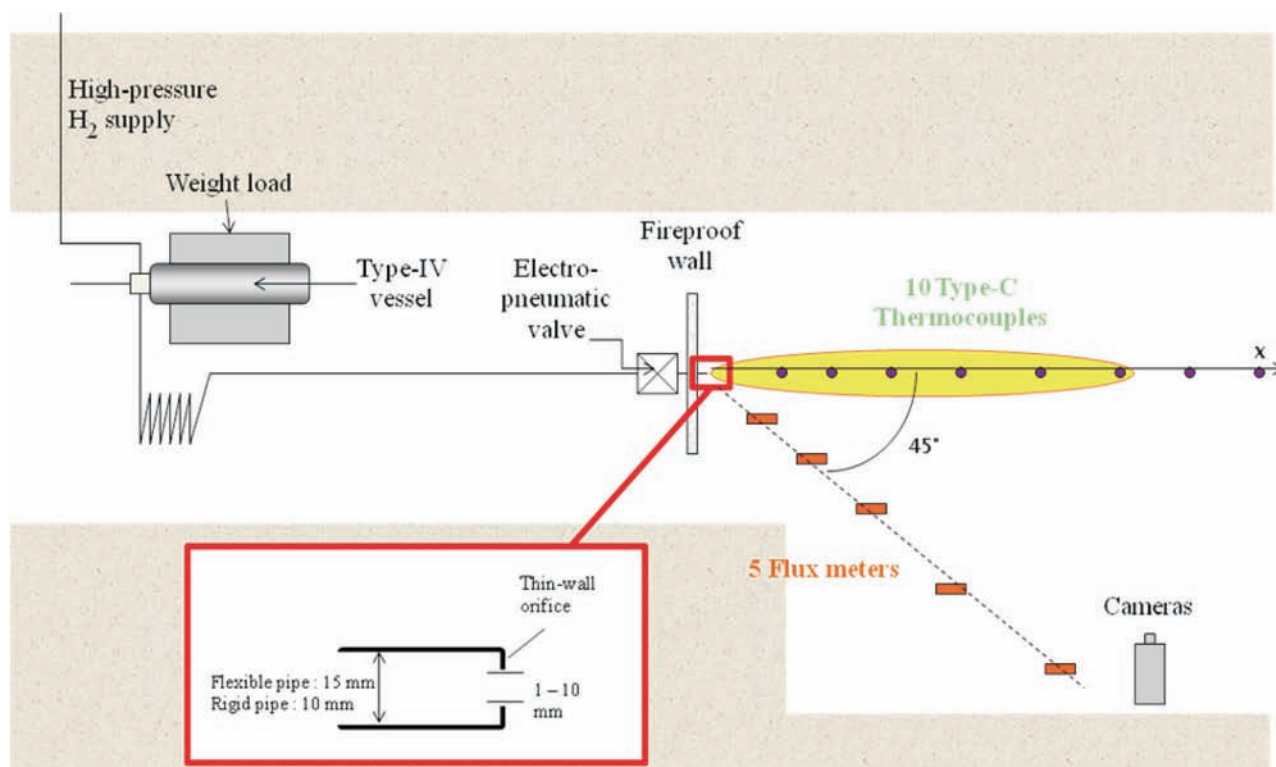 High-pressure
H₂ supply
Weight load
Type-IV
vessel
Electro-
pneumatic
valve
Fireproof
wall
10 Type-C
Thermocouples
x
45°
5 Flux meters
Cameras
Thin-wall
orifice
Flexible pipe : 15 mm
Rigid pipe : 10 mm
1 – 10
mm